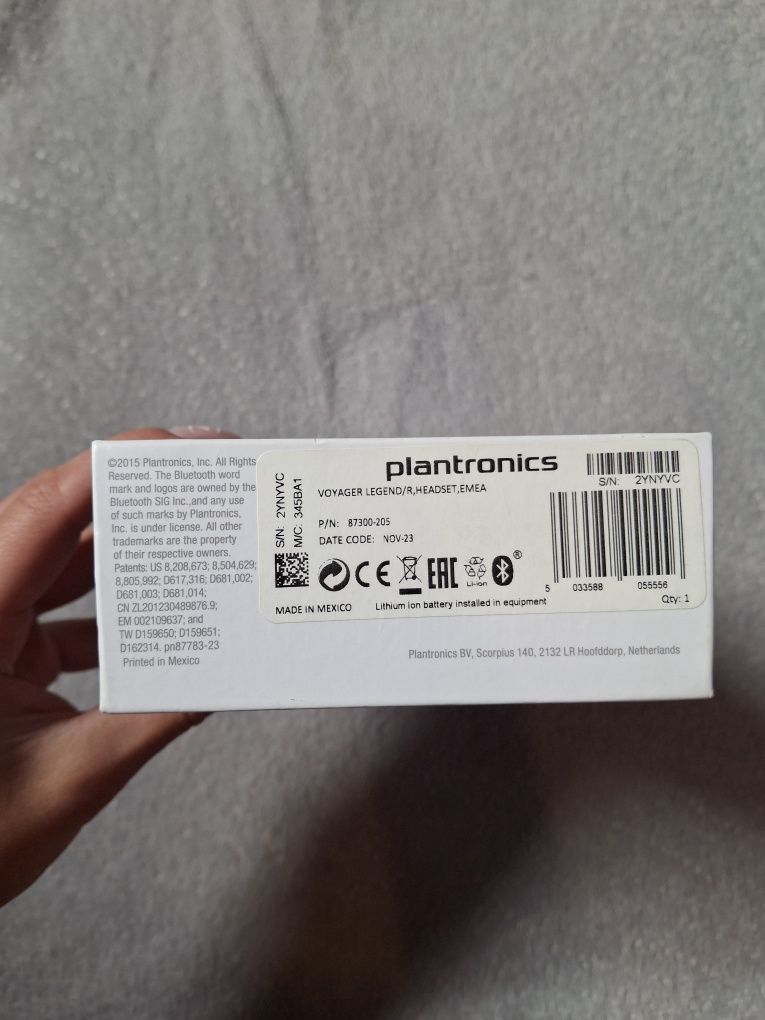 ©2015 Plantronics, Inc. All Rights
Reserved. The Bluetooth word
mark and logos are owned by the
Bluetooth SIG Inc.,and any use
of such marks by Plantronics,
Inc. is under license. All other
trademarks are the property
of their respective owners.
Patents: US 8,208,673; 8,504,629;
8,805,992; D617,316; D681,002;
D681,003; D681,014;
CN ZL201230489876.9;
EM 002109637; and
TW D159650; D159651;
D162314. pn87783-23
Printed in Mexico
S/N: 2YNYVC
M/C: 345BA1
plantronics
VOYAGER LEGEND/R,HEADSET,EMEA
P/N: 87300-205
DATE CODE: NOV-23
CE
EAC
Li-ion
®
MADE IN MEXICO
Lithium ion battery installed in equipment
S/N: 2YNYVC
5 033588 055556
Qty: 1
Plantronics BV, Scorpius 140, 2132 LR Hoofddorp, Netherlands